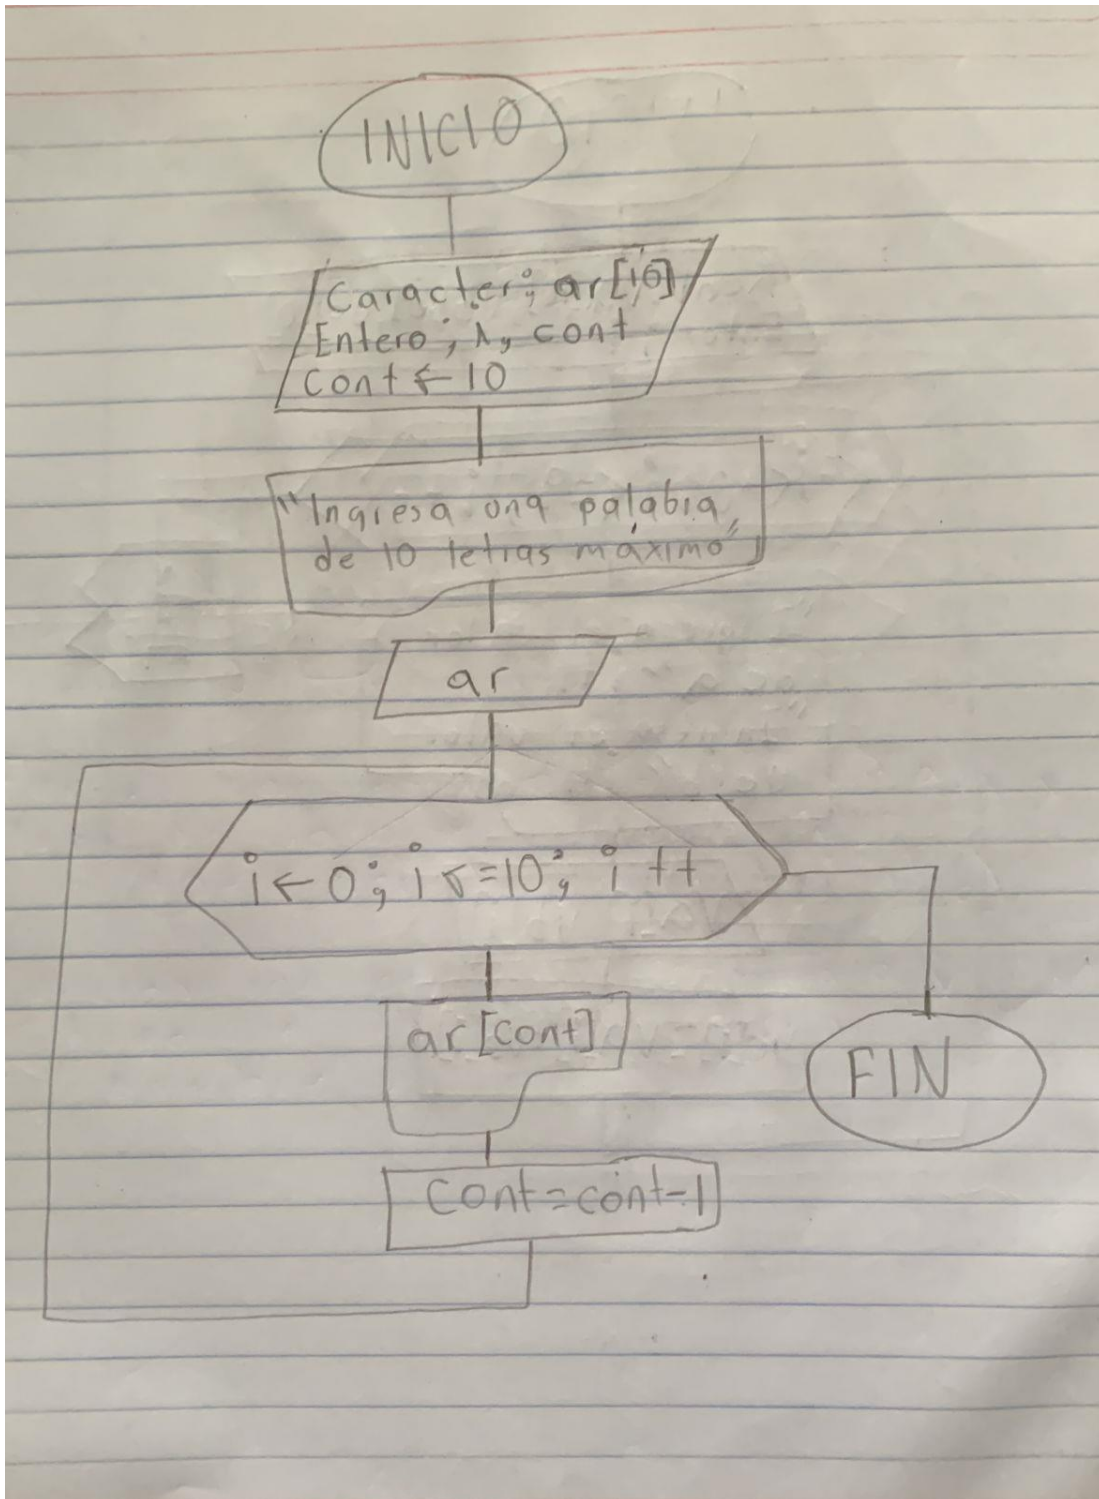 INICIO
Caracter; ar[10]
Entero; i, cont
cont ← 10
"Ingresa una palabra
de 10 letras máximo"
ar
i ← 0; i <= 10; i ++
ar[cont]
FIN
cont = cont - 1